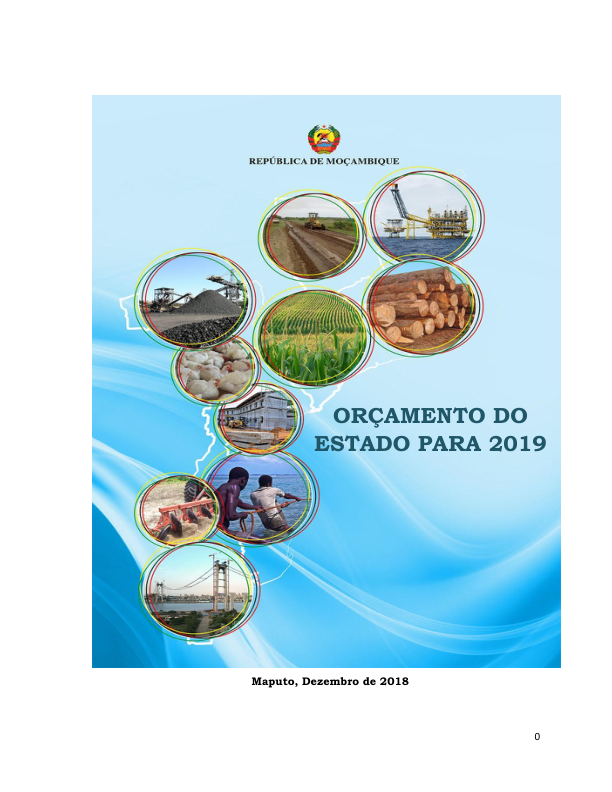 REPÚBLICA DE MOÇAMBIQUE
ORÇAMENTO DO
ESTADO PARA 2019
Maputo, Dezembro de 2018
0